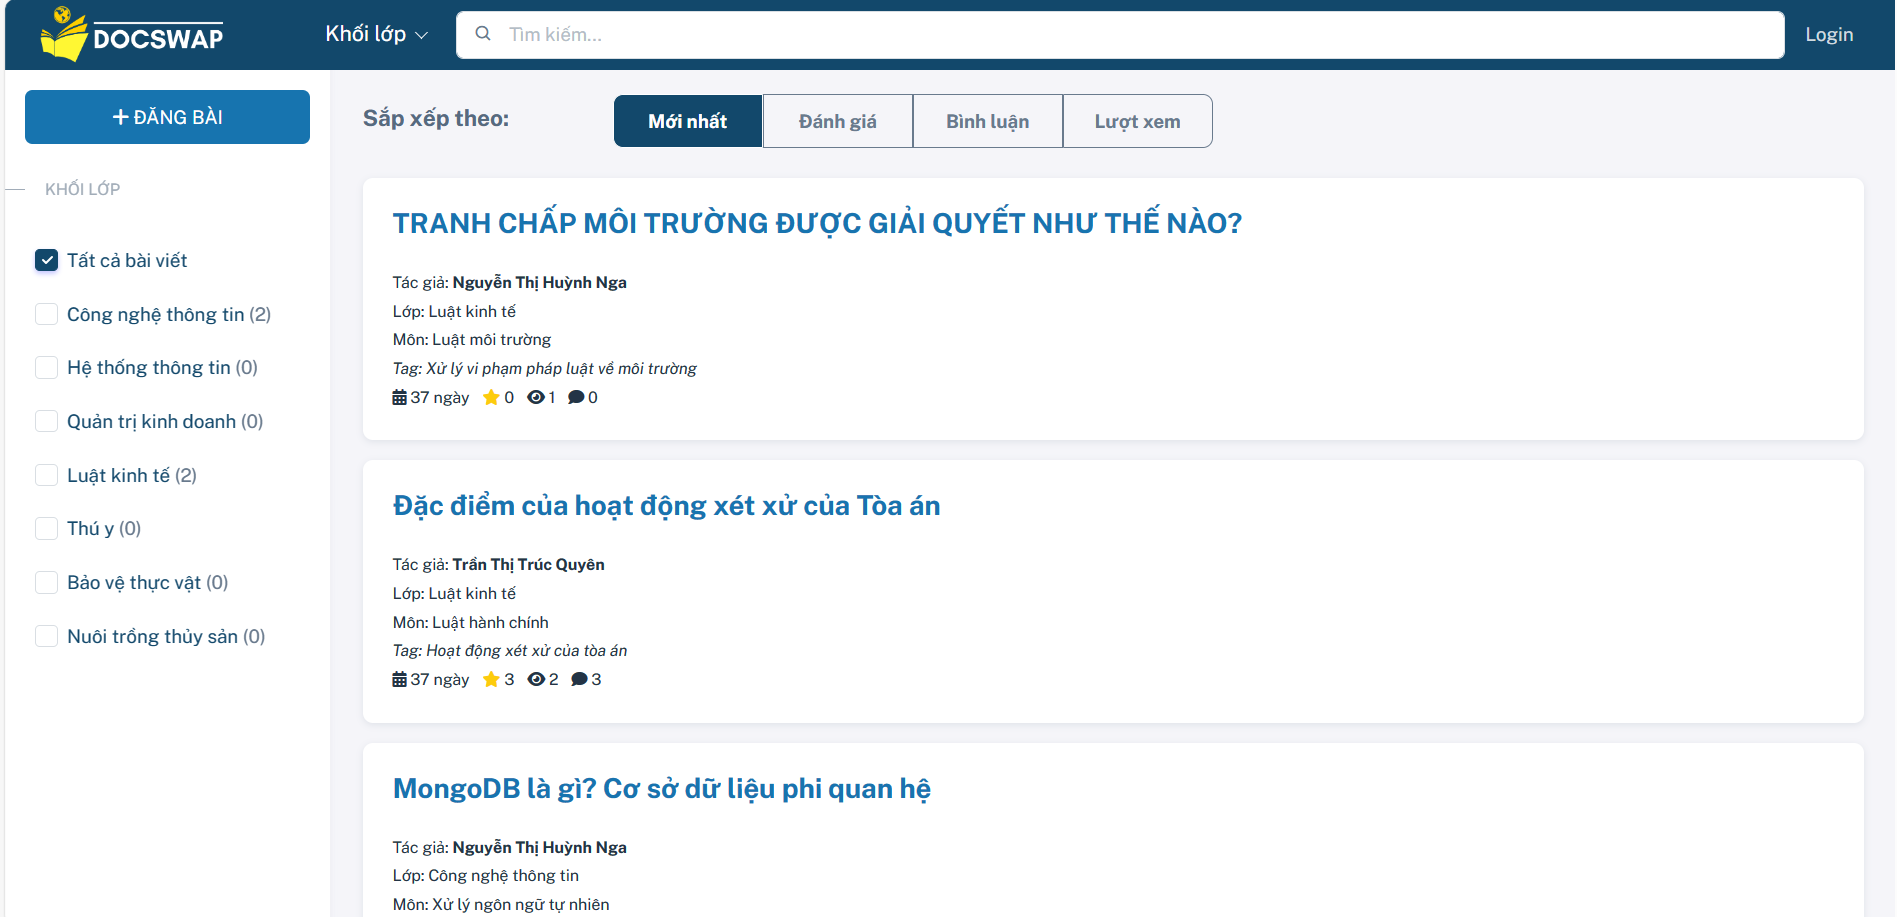 DOCSWAP
Khối lớp
Tìm kiếm...
Login
ĐĂNG BÀI
KHỐI LỚP
Tất cả bài viết
Công nghệ thông tin (2)
Hệ thống thông tin (0)
Quản trị kinh doanh (0)
Luật kinh tế (2)
Thú y (0)
Bảo vệ thực vật (0)
Nuôi trồng thủy sản (0)
Sắp xếp theo:
Mới nhất
Đánh giá
Bình luận
Lượt xem
TRANH CHẤP MÔI TRƯỜNG ĐƯỢC GIẢI QUYẾT NHƯ THẾ NÀO?
Tác giả: Nguyễn Thị Huỳnh Nga
Lớp: Luật kinh tế
Môn: Luật môi trường
Tag: Xử lý vi phạm pháp luật về môi trường
37 ngày 0 1 0
Đặc điểm của hoạt động xét xử của Tòa án
Tác giả: Trần Thị Trúc Quyên
Lớp: Luật kinh tế
Môn: Luật hành chính
Tag: Hoạt động xét xử của tòa án
37 ngày 3 2 3
MongoDB là gì? Cơ sở dữ liệu phi quan hệ
Tác giả: Nguyễn Thị Huỳnh Nga
Lớp: Công nghệ thông tin
Môn: Xử lý ngôn ngữ tự nhiên